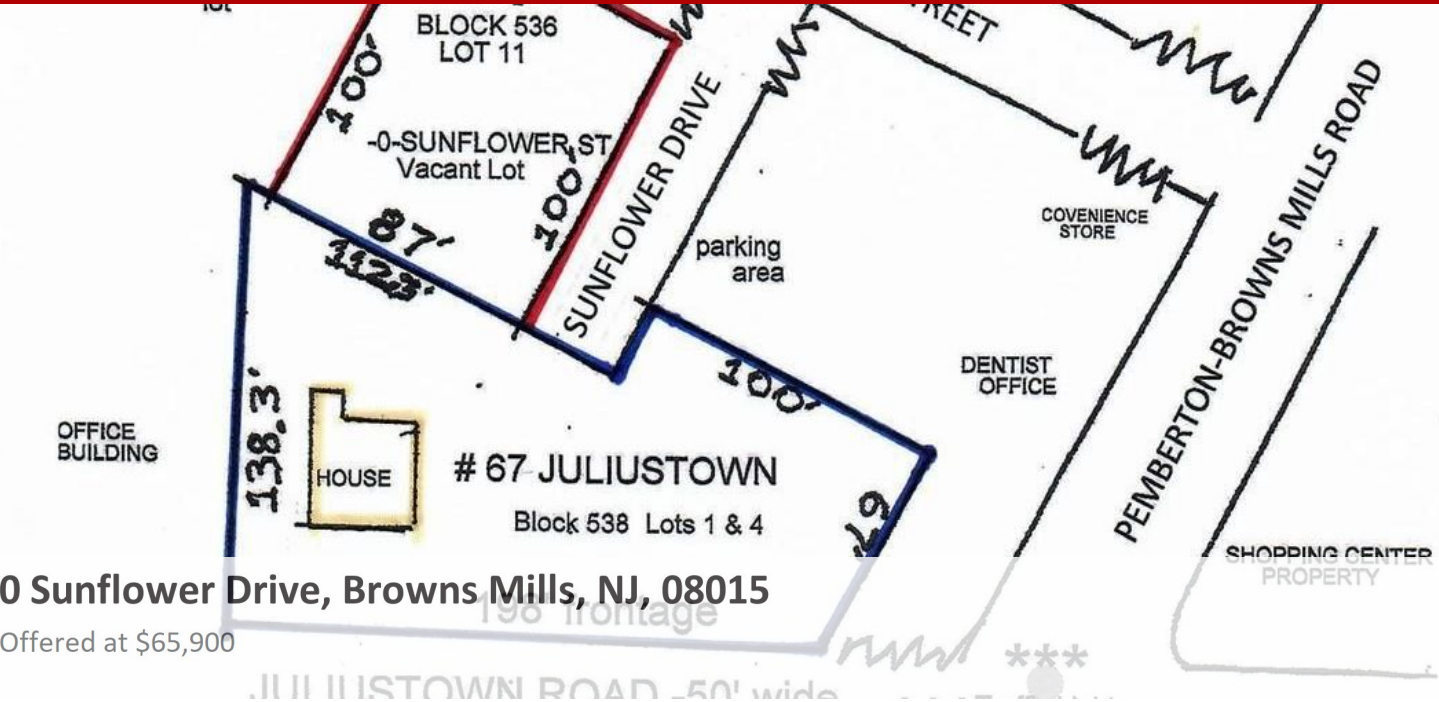 lot
BLOCK 536
LOT 11
100'
-0-SUNFLOWER ST
Vacant Lot
100'
87'
112.3'
SUNFLOWER DRIVE
STREET
PEMBERTON-BROWNS MILLS ROAD
COVENIENCE
STORE
parking
area
100'
DENTIST
OFFICE
OFFICE
BUILDING
138.3'
HOUSE
# 67 JULIUSTOWN
Block 538 Lots 1 & 4
67'
SHOPPING CENTER
PROPERTY
0 Sunflower Drive, Browns Mills, NJ, 08015
198' frontage
Offered at $65,900
***
JULIUSTOWN ROAD -50' wide